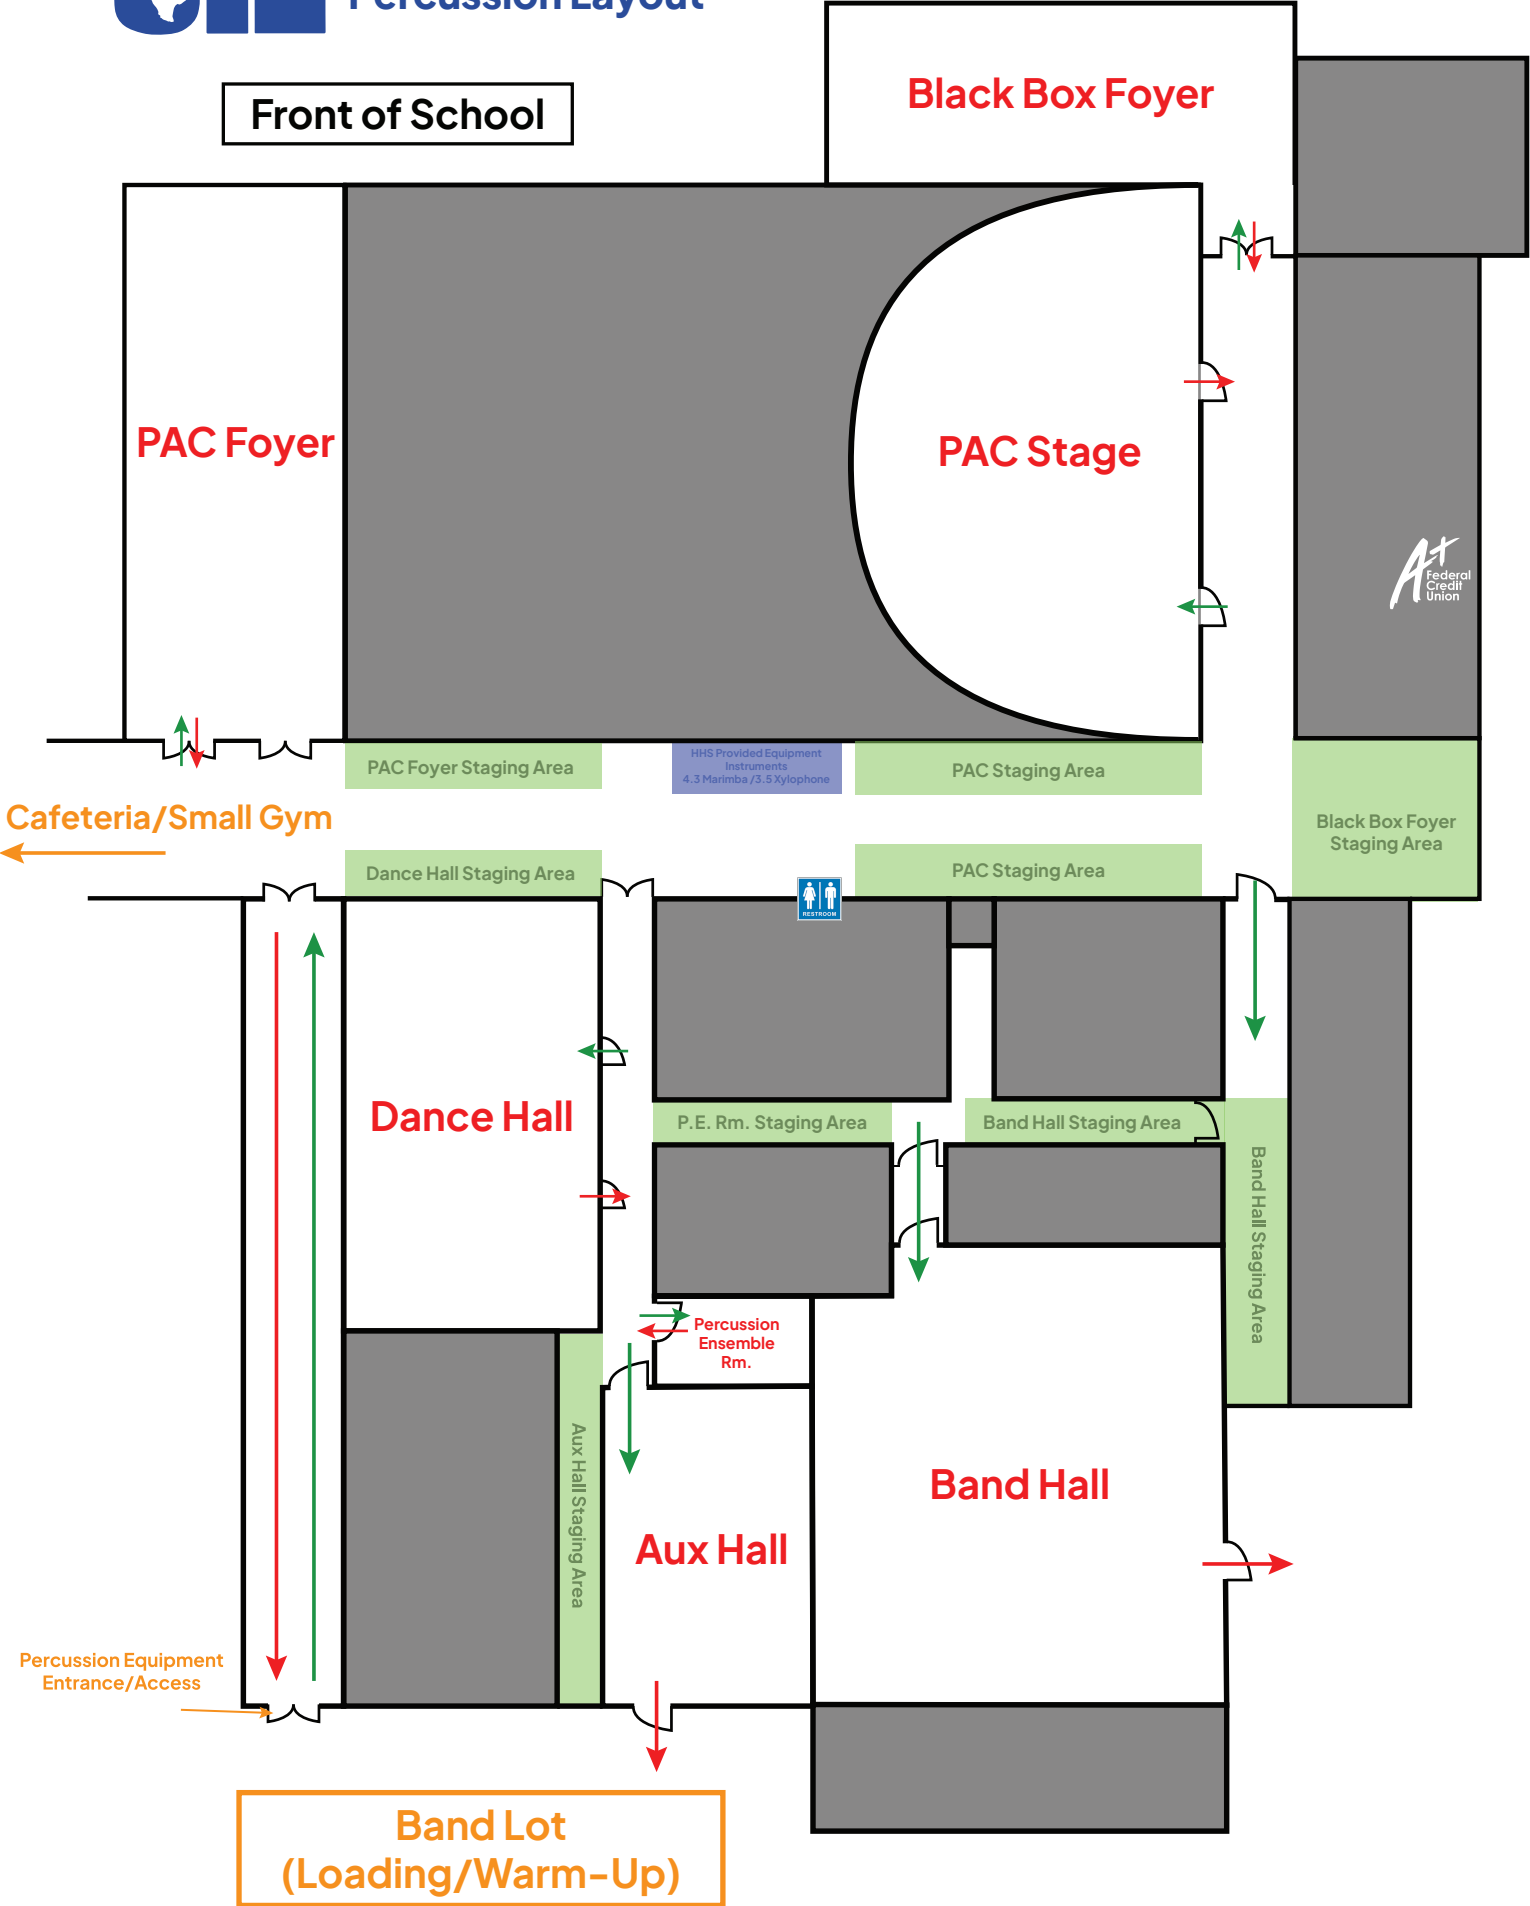 Percussion Layout
Front of School
Black Box Foyer
PAC Foyer
PAC Stage
A+
Federal
Credit
Union
PAC Foyer Staging Area
HHS Provided Equipment
Instruments
4.3 Marimba /3.5 Xylophone
PAC Staging Area
Cafeteria/Small Gym
Black Box Foyer
Staging Area
Dance Hall Staging Area
PAC Staging Area
RESTROOM
Dance Hall
P.E. Rm. Staging Area
Band Hall Staging Area
Band Hall Staging Area
Percussion
Ensemble
Rm.
Aux Hall Staging Area
Band Hall
Aux Hall
Percussion Equipment
Entrance/Access
Band Lot
(Loading/Warm-Up)